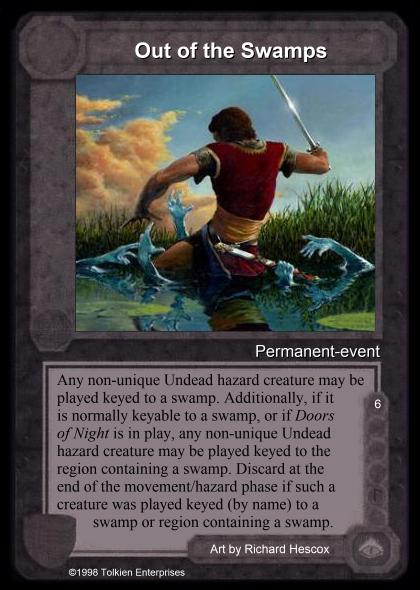 Out of the Swamps
Permanent-event
Any non-unique Undead hazard creature may be
played keyed to a swamp. Additionally, if it
is normally keyable to a swamp, or if Doors
of Night is in play, any non-unique Undead
hazard creature may be played keyed to the
region containing a swamp. Discard at the
end of the movement/hazard phase if such a
creature was played keyed (by name) to a
swamp or region containing a swamp.
6
Art by Richard Hescox
©1998 Tolkien Enterprises